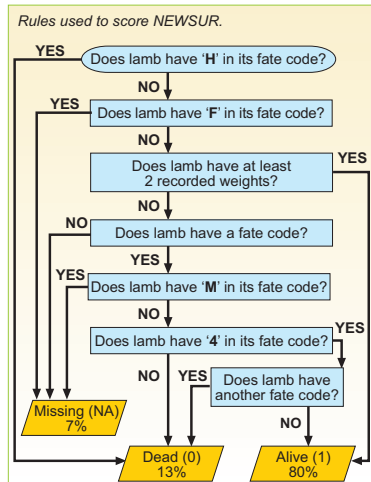 Rules used to score NEWSUR.
YES
Does lamb have ‘H’ in its fate code?
NO
YES
Does lamb have ‘F’ in its fate code?
NO
YES
Does lamb have at least
2 recorded weights?
NO
NO
Does lamb have a fate code?
YES
YES
Does lamb have ‘M’ in its fate code?
NO
YES
Does lamb have ‘4’ in its fate code?
NO
YES
Does lamb have
another fate code?
NO
Missing (NA)
7%
Dead (0)
13%
Alive (1)
80%